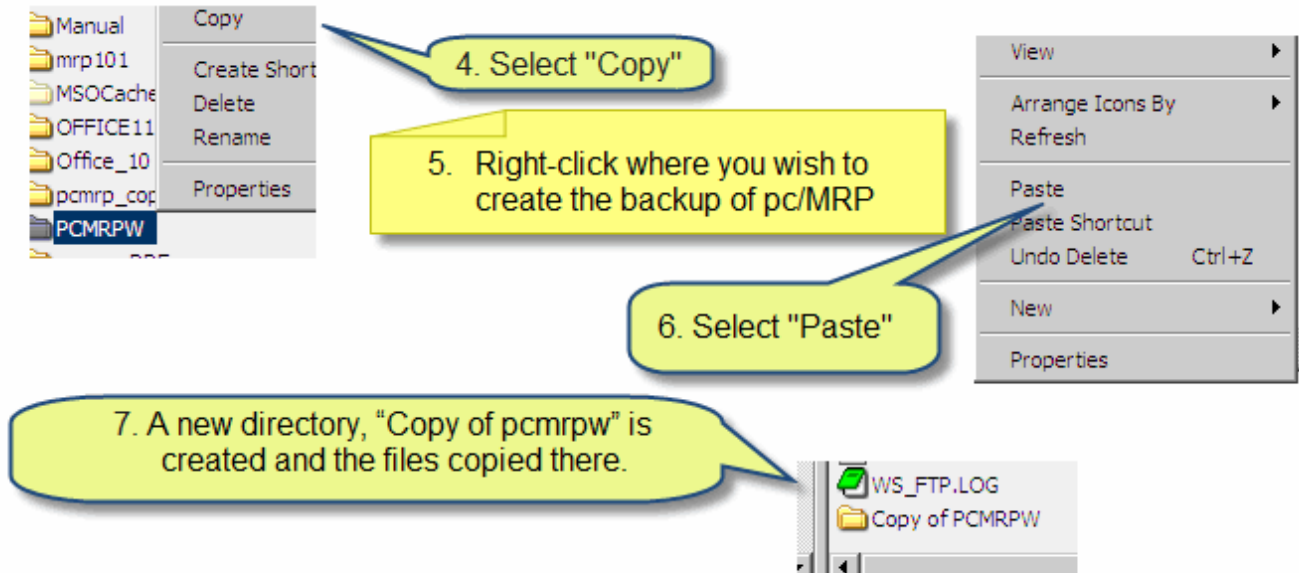 Manual
mrp101
MSOCache
OFFICE11
Office_10
pcmrp_cop
PCMRPW
Copy
Create Short
Delete
Rename
Properties
4. Select "Copy"
5. Right-click where you wish to
create the backup of pc/MRP
View
Arrange Icons By
Refresh
Paste
Paste Shortcut
Undo Delete Ctrl+Z
New
Properties
6. Select "Paste"
7. A new directory, “Copy of pcmrpw” is
created and the files copied there.
WS_FTP.LOG
Copy of PCMRPW